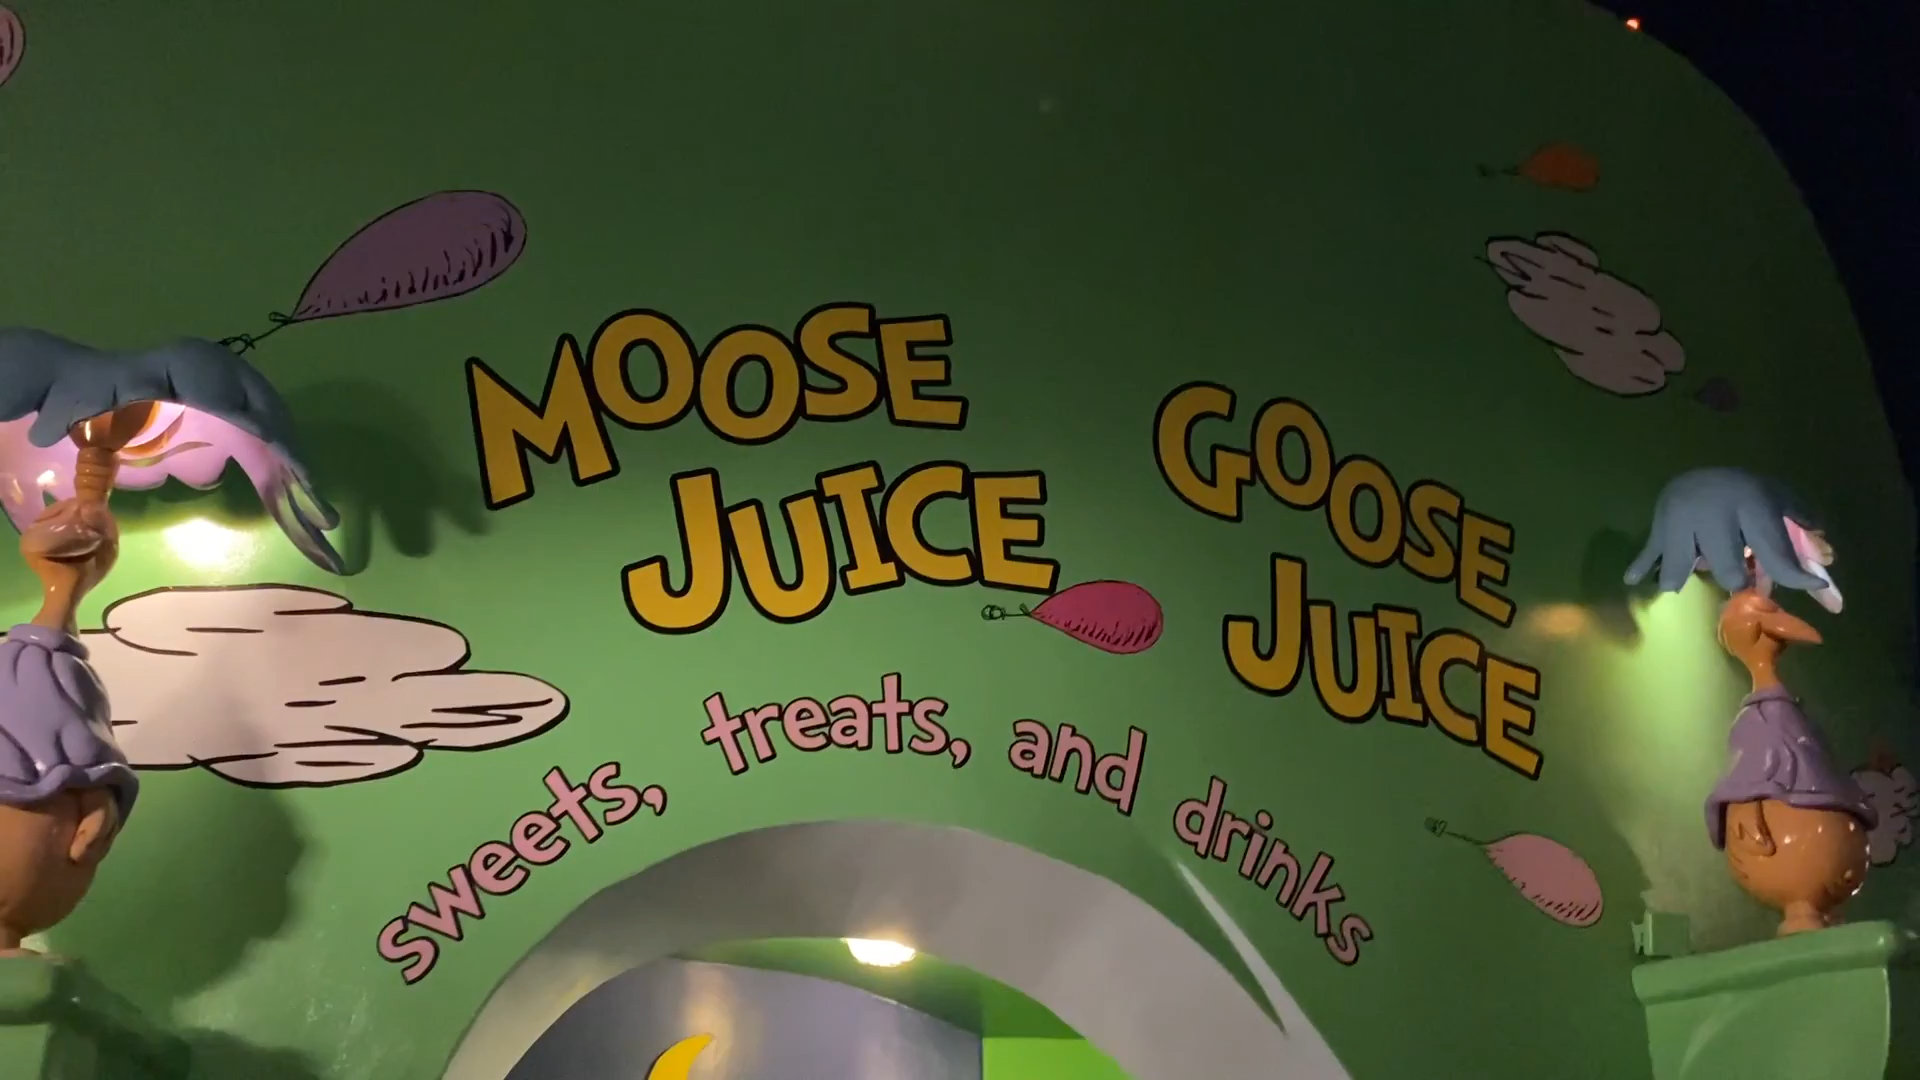 MOOSE
JUICE
GOOSE
JUICE
sweets, treats, and drinks